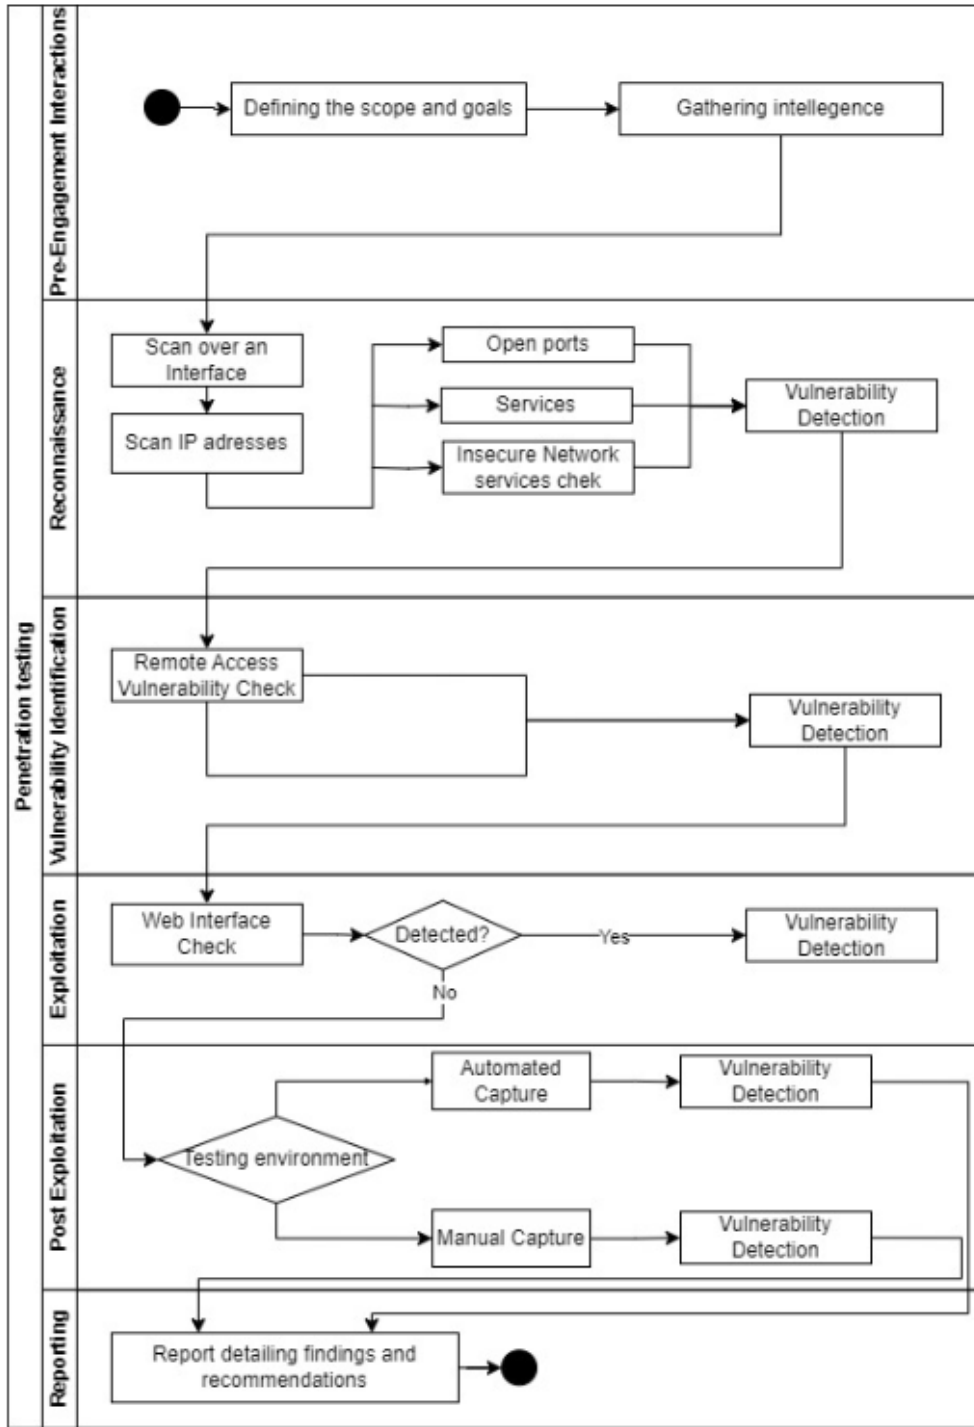 Penetration testing
Pre-Engagement Interactions
Defining the scope and goals
Gathering intellegence
Reconnaissance
Scan over an
Interface
Scan IP adresses
Open ports
Services
Insecure Network
services chek
Vulnerability
Detection
Vulnerability Identification
Remote Access
Vulnerability Check
Vulnerability
Detection
Exploitation
Web Interface
Check
Detected?
Yes
No
Vulnerability
Detection
Post Exploitation
Testing environment
Automated
Capture
Vulnerability
Detection
Manual Capture
Vulnerability
Detection
Reporting
Report detailing findings and
recommendations